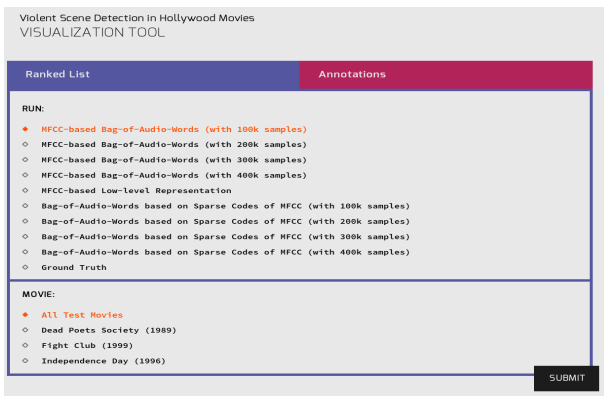 Violent Scene Detection in Hollywood Movies
VISUALIZATION TOOL
Ranked List
Annotations
RUN:
MFCC-based Bag-of-Audio-Words (with 100k samples)
MFCC-based Bag-of-Audio-Words (with 200k samples)
MFCC-based Bag-of-Audio-Words (with 300k samples)
MFCC-based Bag-of-Audio-Words (with 400k samples)
MFCC-based Low-level Representation
Bag-of-Audio-Words based on Sparse Codes of MFCC (with 100k samples)
Bag-of-Audio-Words based on Sparse Codes of MFCC (with 200k samples)
Bag-of-Audio-Words based on Sparse Codes of MFCC (with 300k samples)
Bag-of-Audio-Words based on Sparse Codes of MFCC (with 400k samples)
Ground Truth
MOVIE:
All Test Movies
Dead Poets Society (1989)
Fight Club (1999)
Independence Day (1996)
SUBMIT